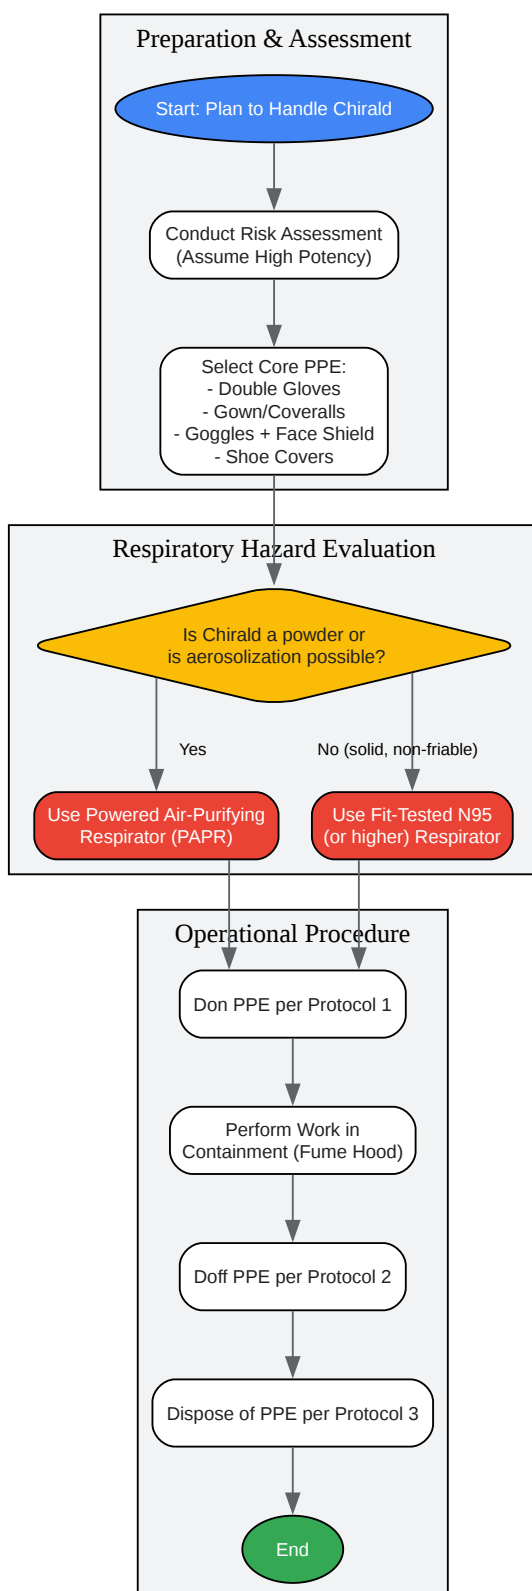 Preparation & Assessment
Start: Plan to Handle Chirald
Conduct Risk Assessment
(Assume High Potency)
Select Core PPE:
- Double Gloves
- Gown/Coveralls
- Goggles + Face Shield
- Shoe Covers
Respiratory Hazard Evaluation
Is Chirald a powder or
is aerosolization possible?
Yes
No (solid, non-friable)
Use Powered Air-Purifying
Respirator (PAPR)
Use Fit-Tested N95
(or higher) Respirator
Operational Procedure
Don PPE per Protocol 1
Perform Work in
Containment (Fume Hood)
Doff PPE per Protocol 2
Dispose of PPE per Protocol 3
End